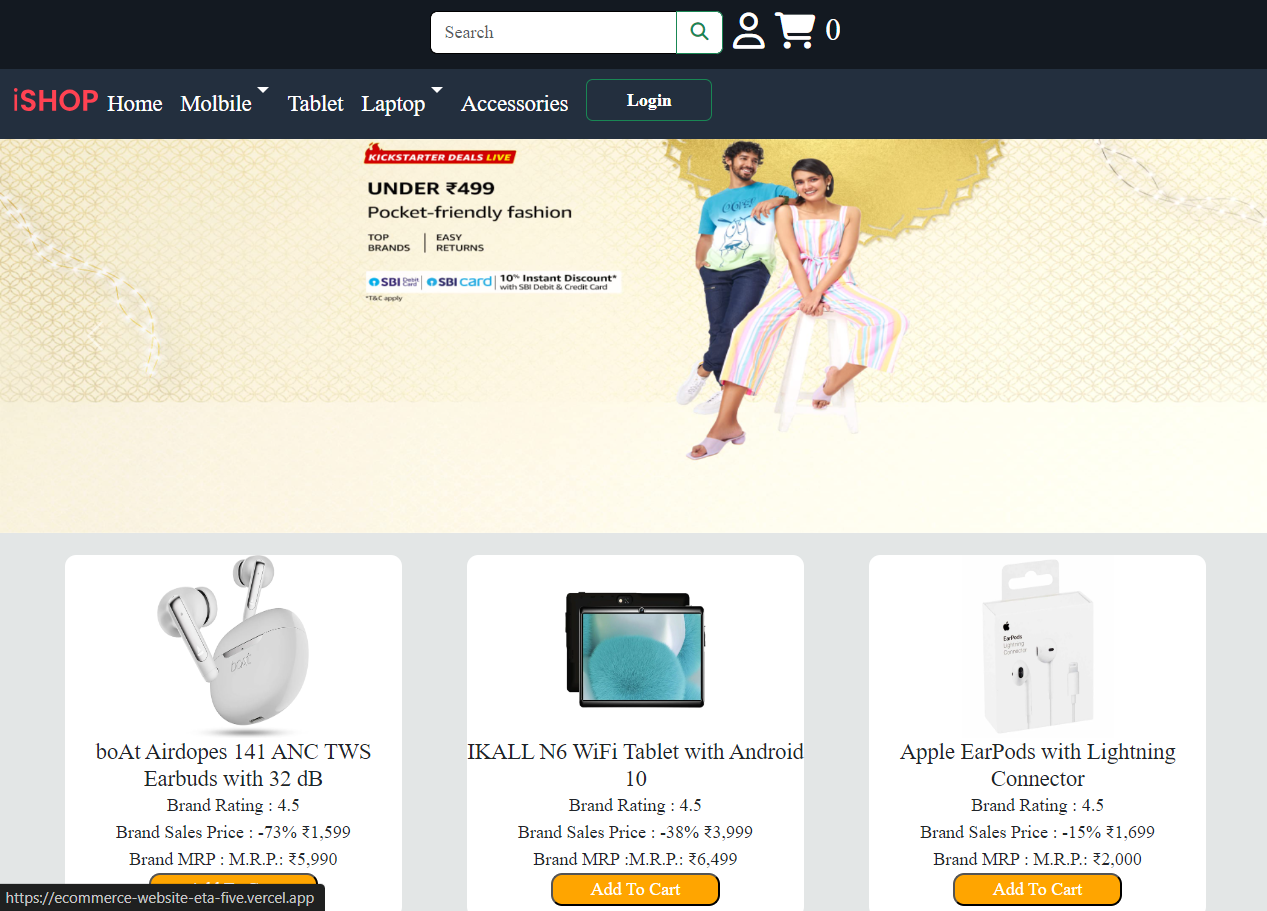 Search
0
iSHOP Home Molbile Tablet Laptop Accessories Login
KICKSTARTER DEALS LIVE
UNDER ₹499
Pocket-friendly fashion
TOP BRANDS | EASY RETURNS
SBI Debit Card | SBI card | 10% Instant Discount*
with SBI Debit & Credit Card
*T&C apply
OOPS!
boAt
EarPods
Lightning
Connector
boAt Airdopes 141 ANC TWS
Earbuds with 32 dB
Brand Rating : 4.5
Brand Sales Price : -73% ₹1,599
Brand MRP : M.R.P.: ₹5,990
IKALL N6 WiFi Tablet with Android
10
Brand Rating : 4.5
Brand Sales Price : -38% ₹3,999
Brand MRP :M.R.P.: ₹6,499
Add To Cart
Apple EarPods with Lightning
Connector
Brand Rating : 4.5
Brand Sales Price : -15% ₹1,699
Brand MRP : M.R.P.: ₹2,000
Add To Cart
https://ecommerce-website-eta-five.vercel.app